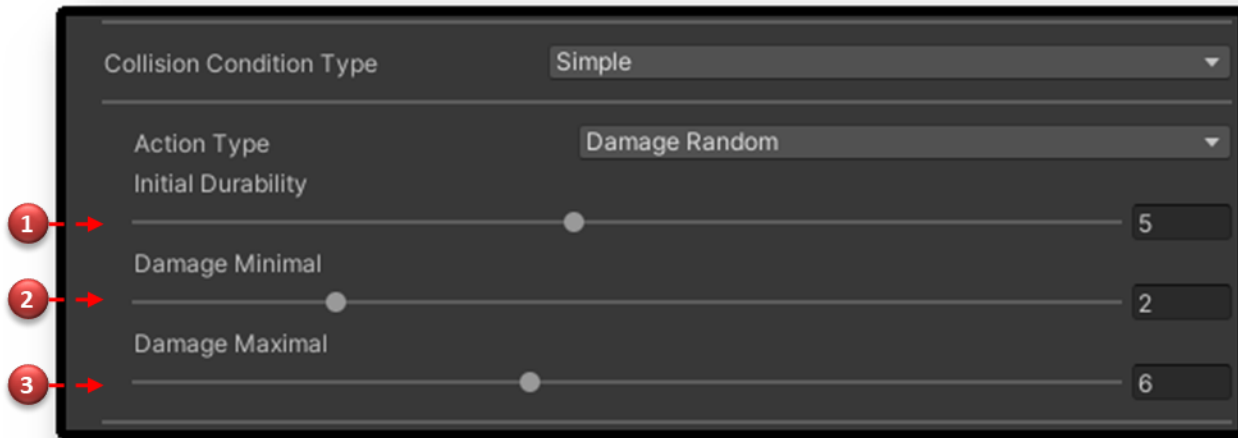 Collision Condition Type Simple
Action Type Damage Random
Initial Durability
1 5
Damage Minimal
2 2
Damage Maximal
3 6